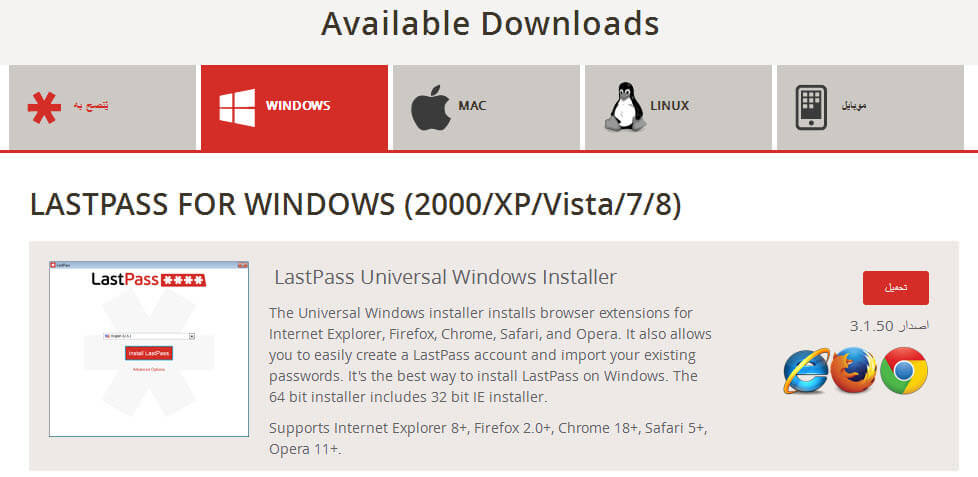 Available Downloads
يُنصح به
WINDOWS
MAC
LINUX
موبايل
LASTPASS FOR WINDOWS (2000/XP/Vista/7/8)
LastPass
LastPass ****
Install LastPass
Advanced Options
LastPass Universal Windows Installer
The Universal Windows installer installs browser extensions for
Internet Explorer, Firefox, Chrome, Safari, and Opera. It also allows
you to easily create a LastPass account and import your existing
passwords. It's the best way to install LastPass on Windows. The
64 bit installer includes 32 bit IE installer.
Supports Internet Explorer 8+, Firefox 2.0+, Chrome 18+, Safari 5+,
Opera 11+.
تحميل
اصدار 3.1.50